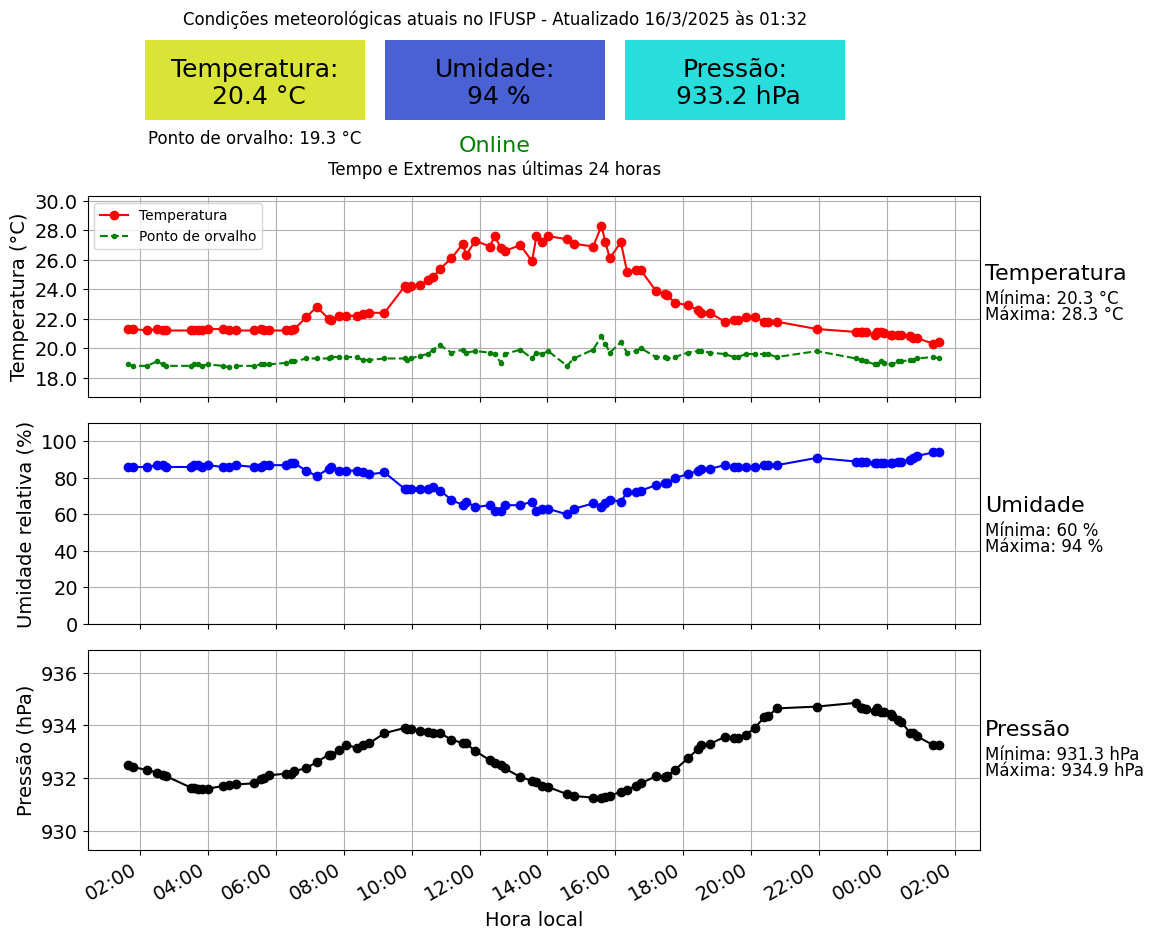 Condições meteorológicas atuais no IFUSP - Atualizado 16/3/2025 às 01:32
Temperatura:
20.4 °C
Umidade:
94 %
Pressão:
933.2 hPa
Ponto de orvalho: 19.3 °C
Online
Tempo e Extremos nas últimas 24 horas
Temperatura (°C)
30.0
28.0
26.0
24.0
22.0
20.0
18.0
Temperatura
Ponto de orvalho
Temperatura
Mínima: 20.3 °C
Máxima: 28.3 °C
Umidade relativa (%)
100
80
60
40
20
0
Umidade
Mínima: 60 %
Máxima: 94 %
Pressão (hPa)
936
934
932
930
Pressão
Mínima: 931.3 hPa
Máxima: 934.9 hPa
02:00 04:00 06:00 08:00 10:00 12:00 14:00 16:00 18:00 20:00 22:00 00:00 02:00
Hora local